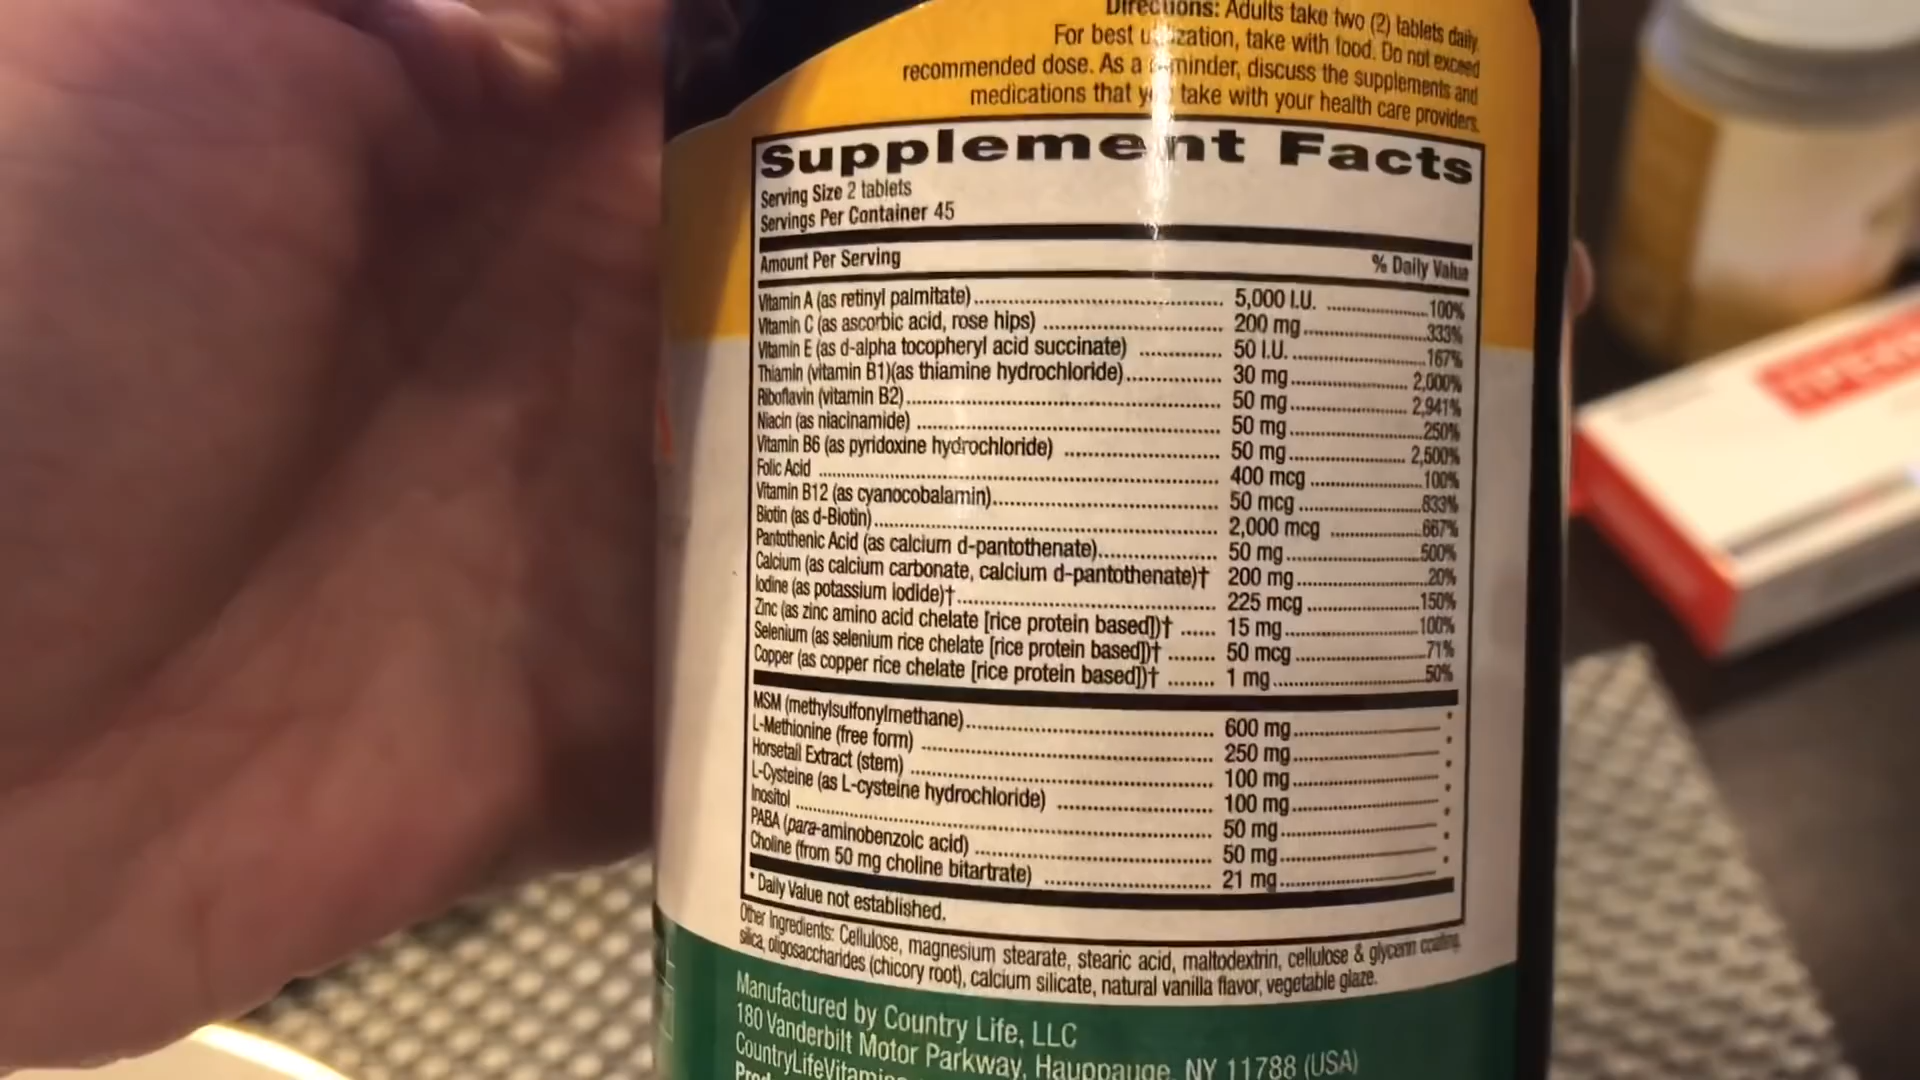 Directions: Adults take two (2) tablets daily.
For best utilization, take with food. Do not exceed
recommended dose. As a reminder, discuss the supplements and
medications that you take with your health care providers.
Supplement Facts
Serving Size 2 tablets
Servings Per Container 45
Amount Per Serving % Daily Value
Vitamin A (as retinyl palmitate) 5,000 I.U. 100%
Vitamin C (as ascorbic acid, rose hips) 200 mg 333%
Vitamin E (as d-alpha tocopheryl acid succinate) 50 I.U. 167%
Thiamin (vitamin B1)(as thiamine hydrochloride) 30 mg 2,000%
Riboflavin (vitamin B2) 50 mg 2,941%
Niacin (as niacinamide) 50 mg 250%
Vitamin B6 (as pyridoxine hydrochloride) 50 mg 2,500%
Folic Acid 400 mcg 100%
Vitamin B12 (as cyanocobalamin) 50 mcg 833%
Biotin (as d-Biotin) 2,000 mcg 667%
Pantothenic Acid (as calcium d-pantothenate) 50 mg 500%
Calcium (as calcium carbonate, calcium d-pantothenate)† 200 mg 20%
Iodine (as potassium iodide)† 225 mcg 150%
Zinc (as zinc amino acid chelate [rice protein based])† 15 mg 100%
Selenium (as selenium rice chelate [rice protein based])† 50 mcg 71%
Copper (as copper rice chelate [rice protein based])† 1 mg 50%
MSM (methylsulfonylmethane) 600 mg *
L-Methionine (free form) 250 mg *
Horsetail Extract (stem) 100 mg *
L-Cysteine (as L-cysteine hydrochloride) 100 mg *
Inositol 50 mg *
PABA (para-aminobenzoic acid) 50 mg *
Choline (from 50 mg choline bitartrate) 21 mg *
* Daily Value not established.
Other Ingredients: Cellulose, magnesium stearate, stearic acid, maltodextrin, cellulose & glycerin coating,
silica, oligosaccharides (chicory root), calcium silicate, natural vanilla flavor, vegetable glaze.
Manufactured by Country Life, LLC
180 Vanderbilt Motor Parkway, Hauppauge, NY 11788 (USA)